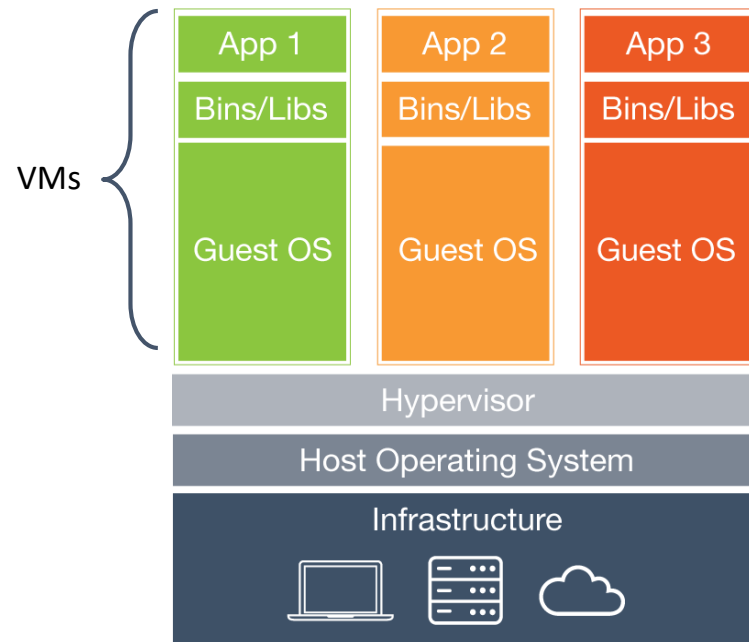 App 1
App 2
App 3
Bins/Libs
Bins/Libs
Bins/Libs
VMs
Guest OS
Guest OS
Guest OS
Hypervisor
Host Operating System
Infrastructure